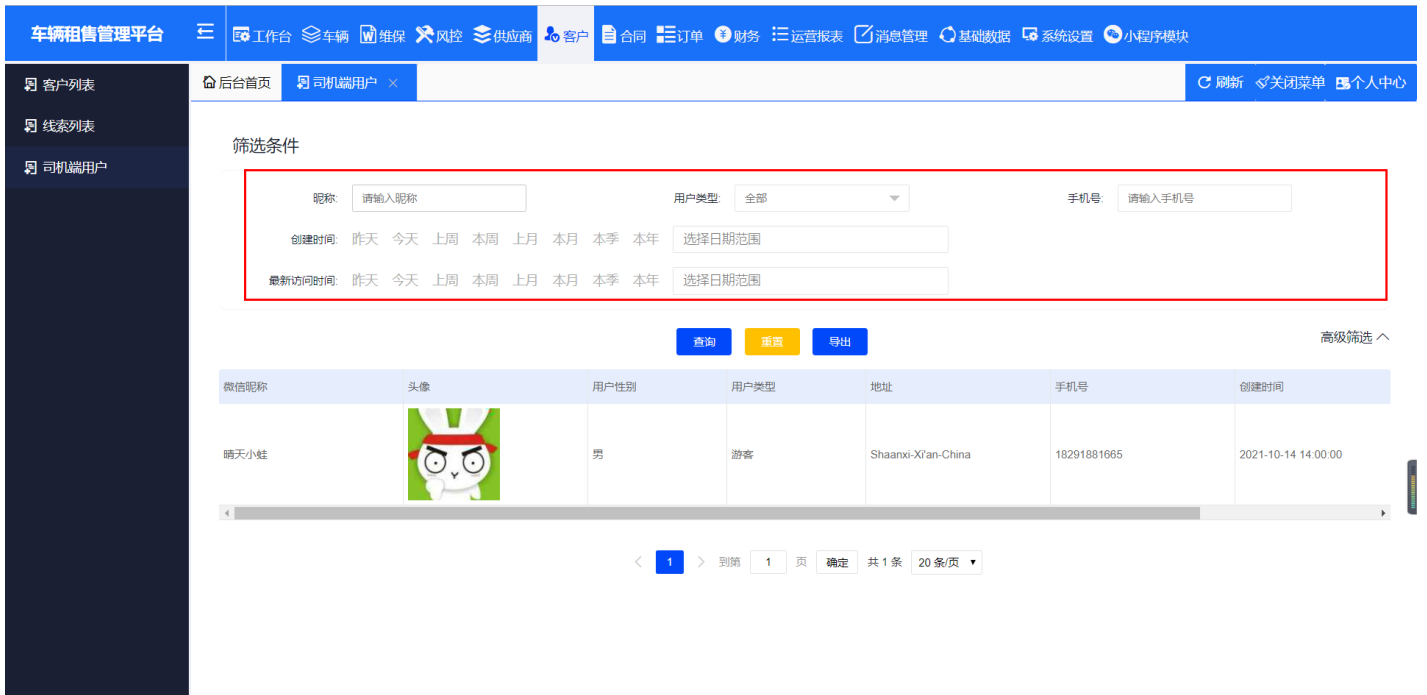 车辆租售管理平台
工作台 车辆 维保 风控 供应商 客户 合同 订单 财务 运营报表 消息管理 基础数据 系统设置 小程序模块
客户列表
线索列表
司机端用户
后台首页 司机端用户 × 刷新 关闭菜单 个人中心
筛选条件
昵称: 请输入昵称 用户类型: 全部 手机号: 请输入手机号
创建时间: 昨天 今天 上周 本周 上月 本月 本季 本年 选择日期范围
最新访问时间: 昨天 今天 上周 本周 上月 本月 本季 本年 选择日期范围
查询 重置 导出 高级筛选
微信昵称 头像 用户性别 用户类型 地址 手机号 创建时间
晴天小蛙 男 游客 Shaanxi-Xi'an-China 18291881665 2021-10-14 14:00:00
1 到第 1 页 确定 共 1 条 20 条/页